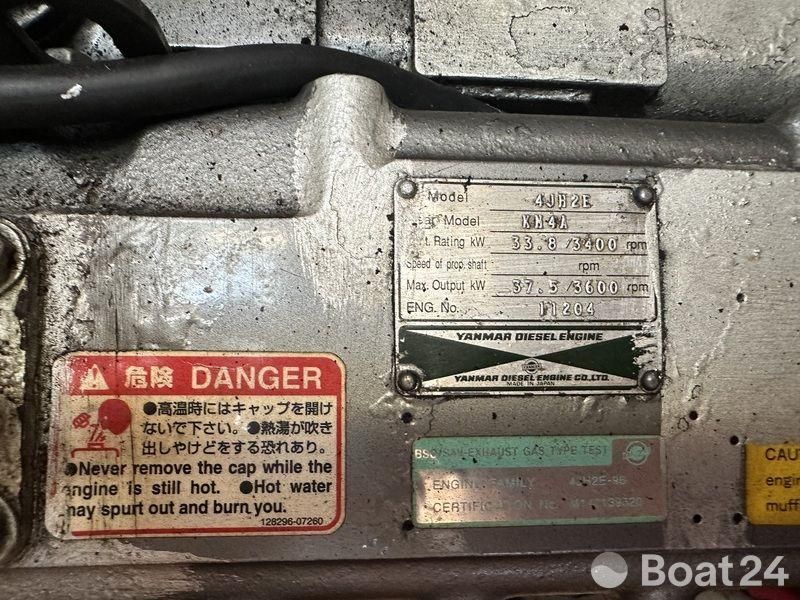 Model 4JH2E
Model KM4A
Rating kW 33.8/3400 rpm
Speed of prop. shaft rpm
Max. Output kW 37.5/3600 rpm
ENG. No. 11204
YANMAR DIESEL ENGINE
YANMAR DIESEL ENGINE CO.,LTD.
MADE IN JAPAN
危険 DANGER
●高温時にはキャップを開け
ないで下さい。●熱湯が吹き
出しやけどをする恐れあり。
●Never remove the cap while the
engine is still hot. ●Hot water
may spurt out and burn you.
128296-07260
EXHAUST GAS TYPE TEST
ENGINE FAMILY
CERTIFICATION No.
CAU
engin
muff
Boat24